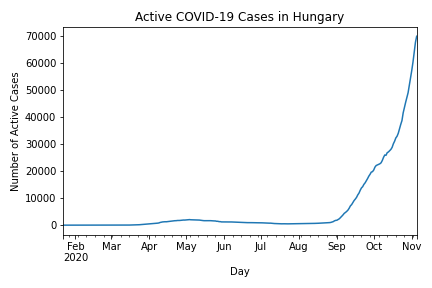 Active COVID-19 Cases in Hungary
Number of Active Cases
70000
60000
50000
40000
30000
20000
10000
0
Feb Mar Apr May Jun Jul Aug Sep Oct Nov
2020
Day